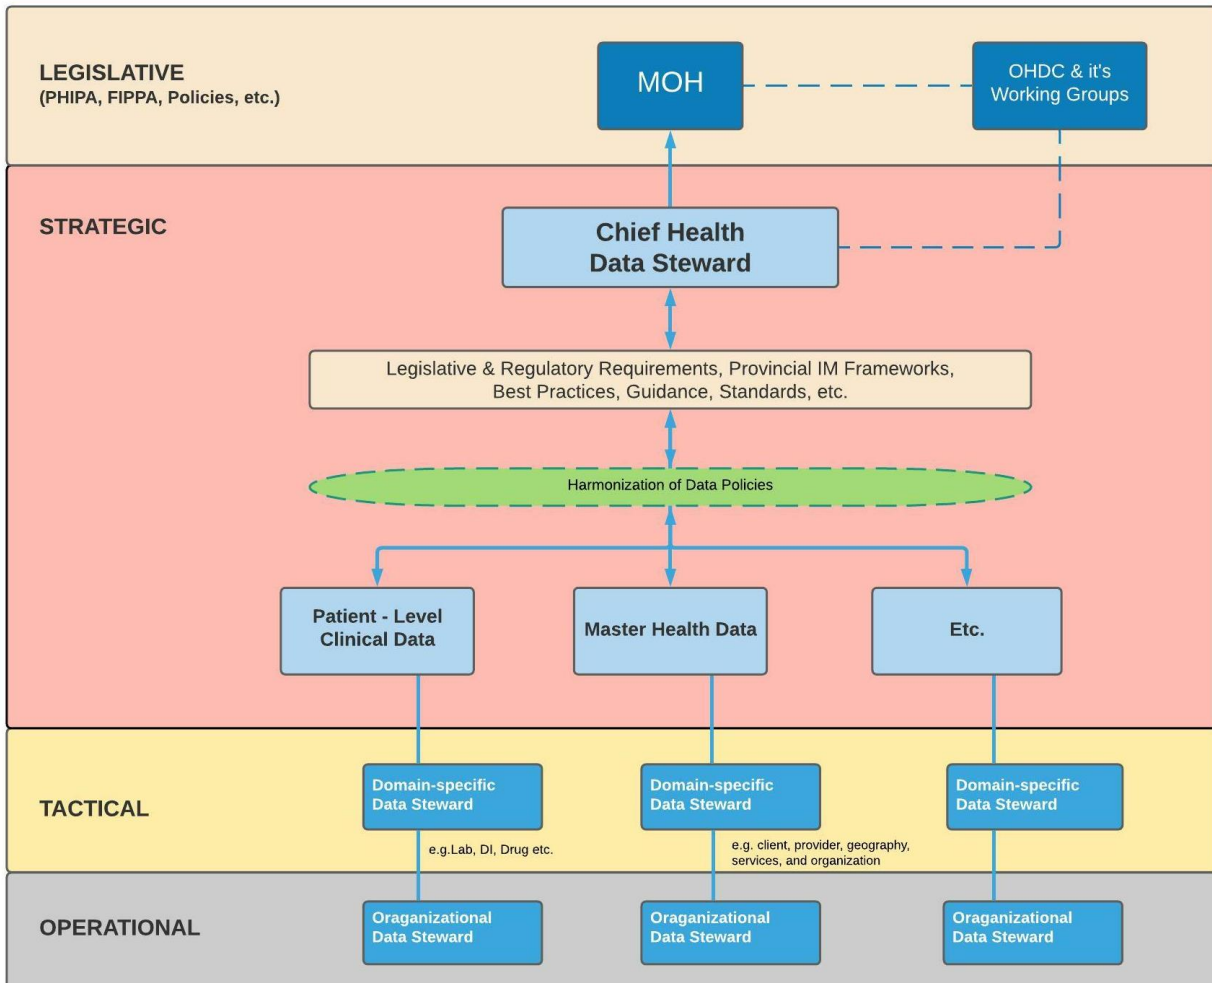 LEGISLATIVE
(PHIPA, FIPPA, Policies, etc.)
MOH
OHDC & it's
Working Groups
STRATEGIC
Chief Health
Data Steward
Legislative & Regulatory Requirements, Provincial IM Frameworks,
Best Practices, Guidance, Standards, etc.
Harmonization of Data Policies
Patient - Level
Clinical Data
Master Health Data
Etc.
TACTICAL
Domain-specific
Data Steward
Domain-specific
Data Steward
Domain-specific
Data Steward
e.g.Lab, DI, Drug etc.
e.g. client, provider, geography,
services, and organization
OPERATIONAL
Oraganizational
Data Steward
Oraganizational
Data Steward
Oraganizational
Data Steward